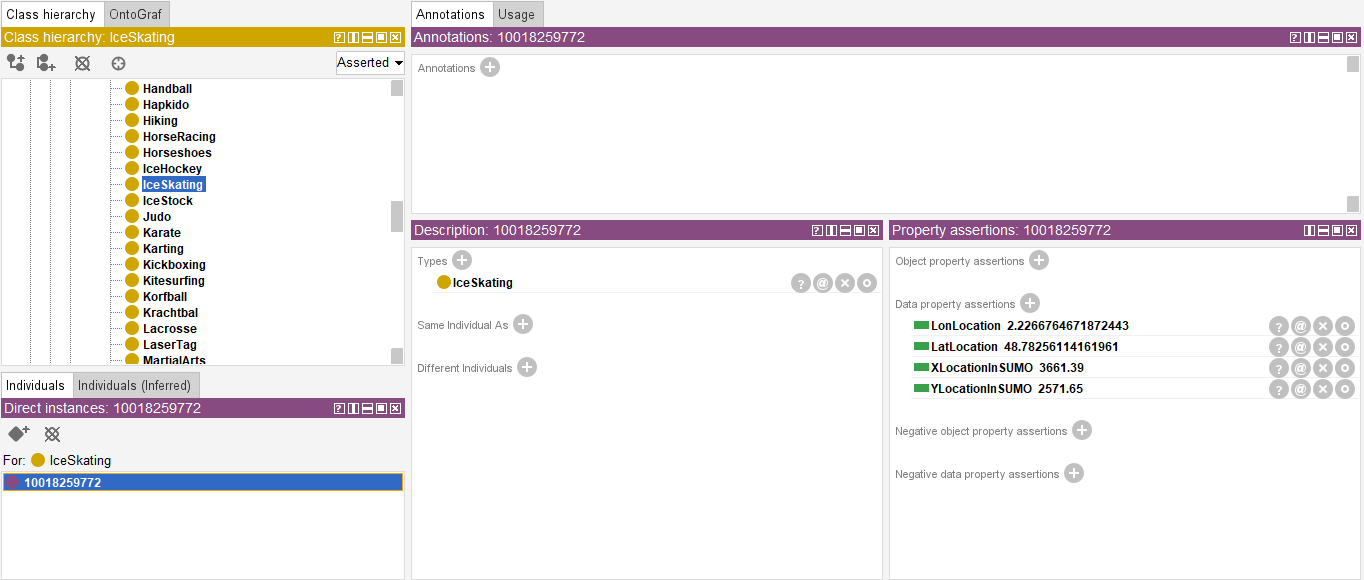 Class hierarchy OntoGraf
Class hierarchy: IceSkating
Asserted
Handball
Hapkido
Hiking
HorseRacing
Horseshoes
IceHockey
IceSkating
IceStock
Judo
Karate
Karting
Kickboxing
Kitesurfing
Korfball
Krachtbal
Lacrosse
LaserTag
MartialArts
Individuals Individuals (Inferred)
Direct instances: 10018259772
For: IceSkating
10018259772
Annotations Usage
Annotations: 10018259772
Annotations
Description: 10018259772
Types
IceSkating
Same Individual As
Different Individuals
Property assertions: 10018259772
Object property assertions
Data property assertions
LonLocation 2.2266764671872443
LatLocation 48.78256114161961
XLocationInSUMO 3661.39
YLocationInSUMO 2571.65
Negative object property assertions
Negative data property assertions